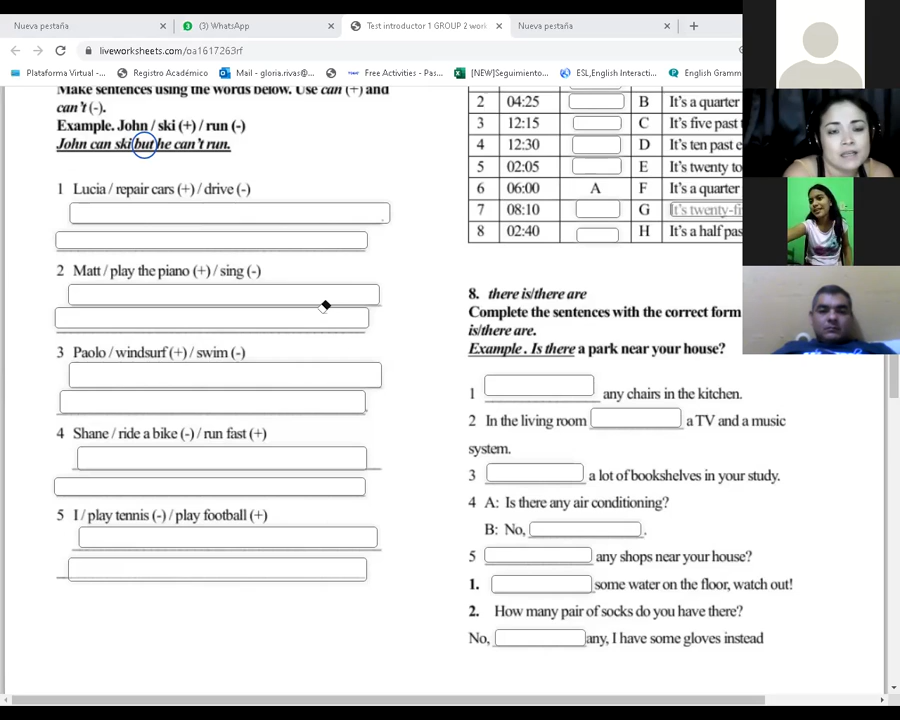 Nueva pestaña
(3) WhatsApp
Test introductor 1 GROUP 2 work
Nueva pestaña
liveworksheets.com/oa1617263rf
Plataforma Virtual -...
Registro Académico
Mail - gloria.rivas@...
Free Activities - Pas...
[NEW]Seguimiento...
ESL,English Interacti...
English Gramm
Make sentences using the words below. Use can (+) and
can't (-).
Example. John / ski (+) / run (-)
John can ski but he can't run.
1 Lucia / repair cars (+) / drive (-)
2 Matt / play the piano (+) / sing (-)
3 Paolo / windsurf (+) / swim (-)
4 Shane / ride a bike (-) / run fast (+)
5 I / play tennis (-) / play football (+)
2 04:25 B It's a quarter
3 12:15 C It's five past
4 12:30 D It's ten past e
5 02:05 E It's twenty to
6 06:00 A F It's a quarter
7 08:10 G It's twenty-fi
8 02:40 H It's a half pas
8. there is/there are
Complete the sentences with the correct form
is/there are.
Example . Is there a park near your house?
1 any chairs in the kitchen.
2 In the living room a TV and a music
system.
3 a lot of bookshelves in your study.
4 A: Is there any air conditioning?
B: No, .
5 any shops near your house?
1. some water on the floor, watch out!
2. How many pair of socks do you have there?
No, any, I have some gloves instead